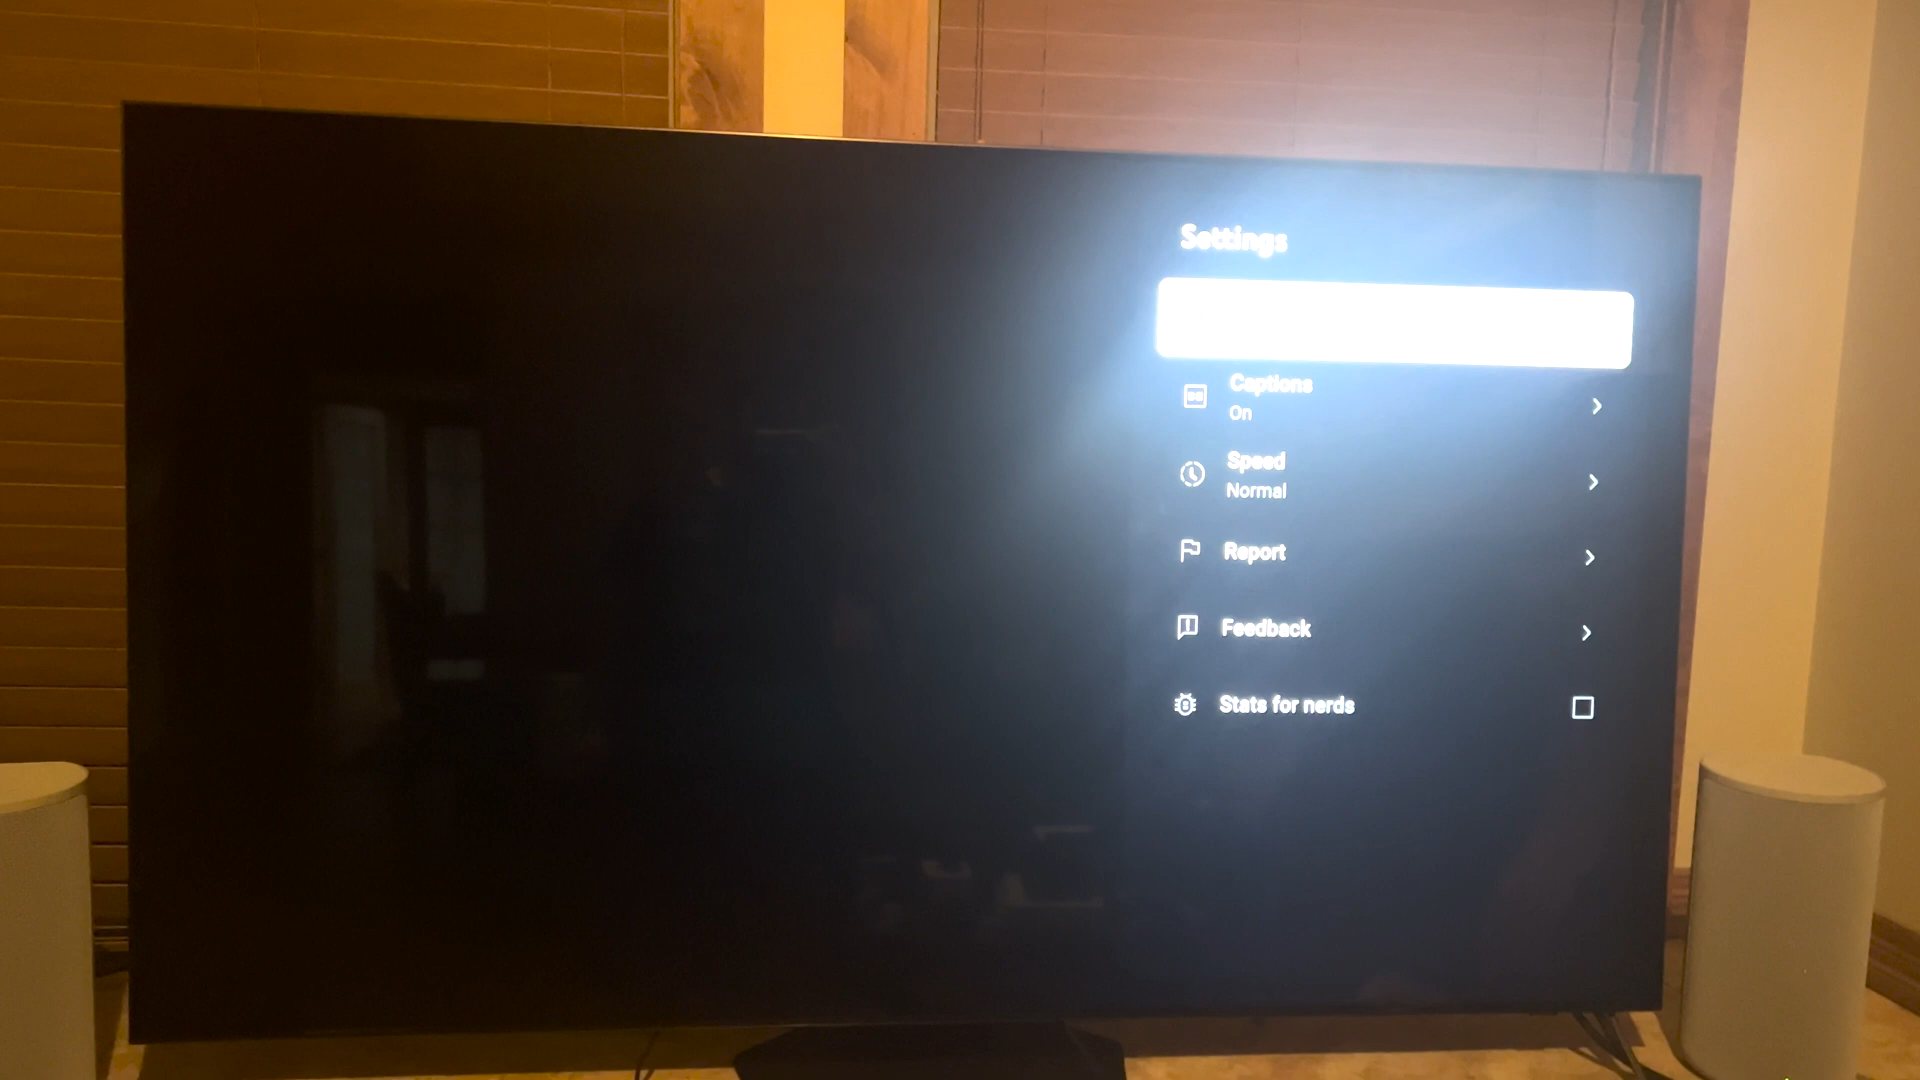 Settings
Captions
On
Speed
Normal
Report
Feedback
Stats for nerds